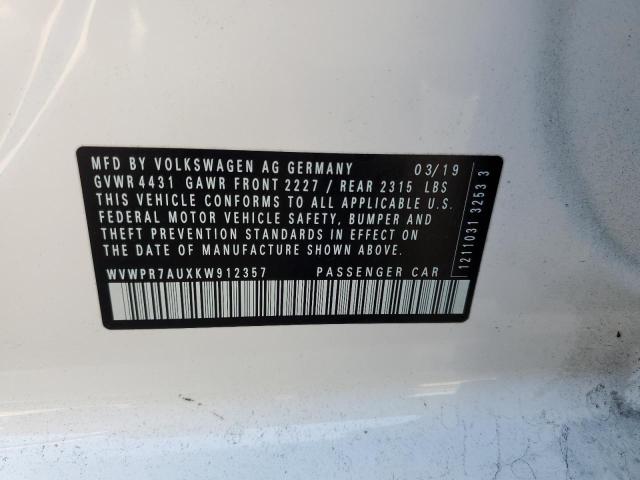 MFD BY VOLKSWAGEN AG GERMANY 03/19
GVWR 4431 GAWR FRONT 2227 / REAR 2315 LBS
THIS VEHICLE CONFORMS TO ALL APPLICABLE U.S.
FEDERAL MOTOR VEHICLE SAFETY, BUMPER AND
THEFT PREVENTION STANDARDS IN EFFECT ON
THE DATE OF MANUFACTURE SHOWN ABOVE.
WVWPR7AUXKW912357 PASSENGER CAR
1211031 3253 3